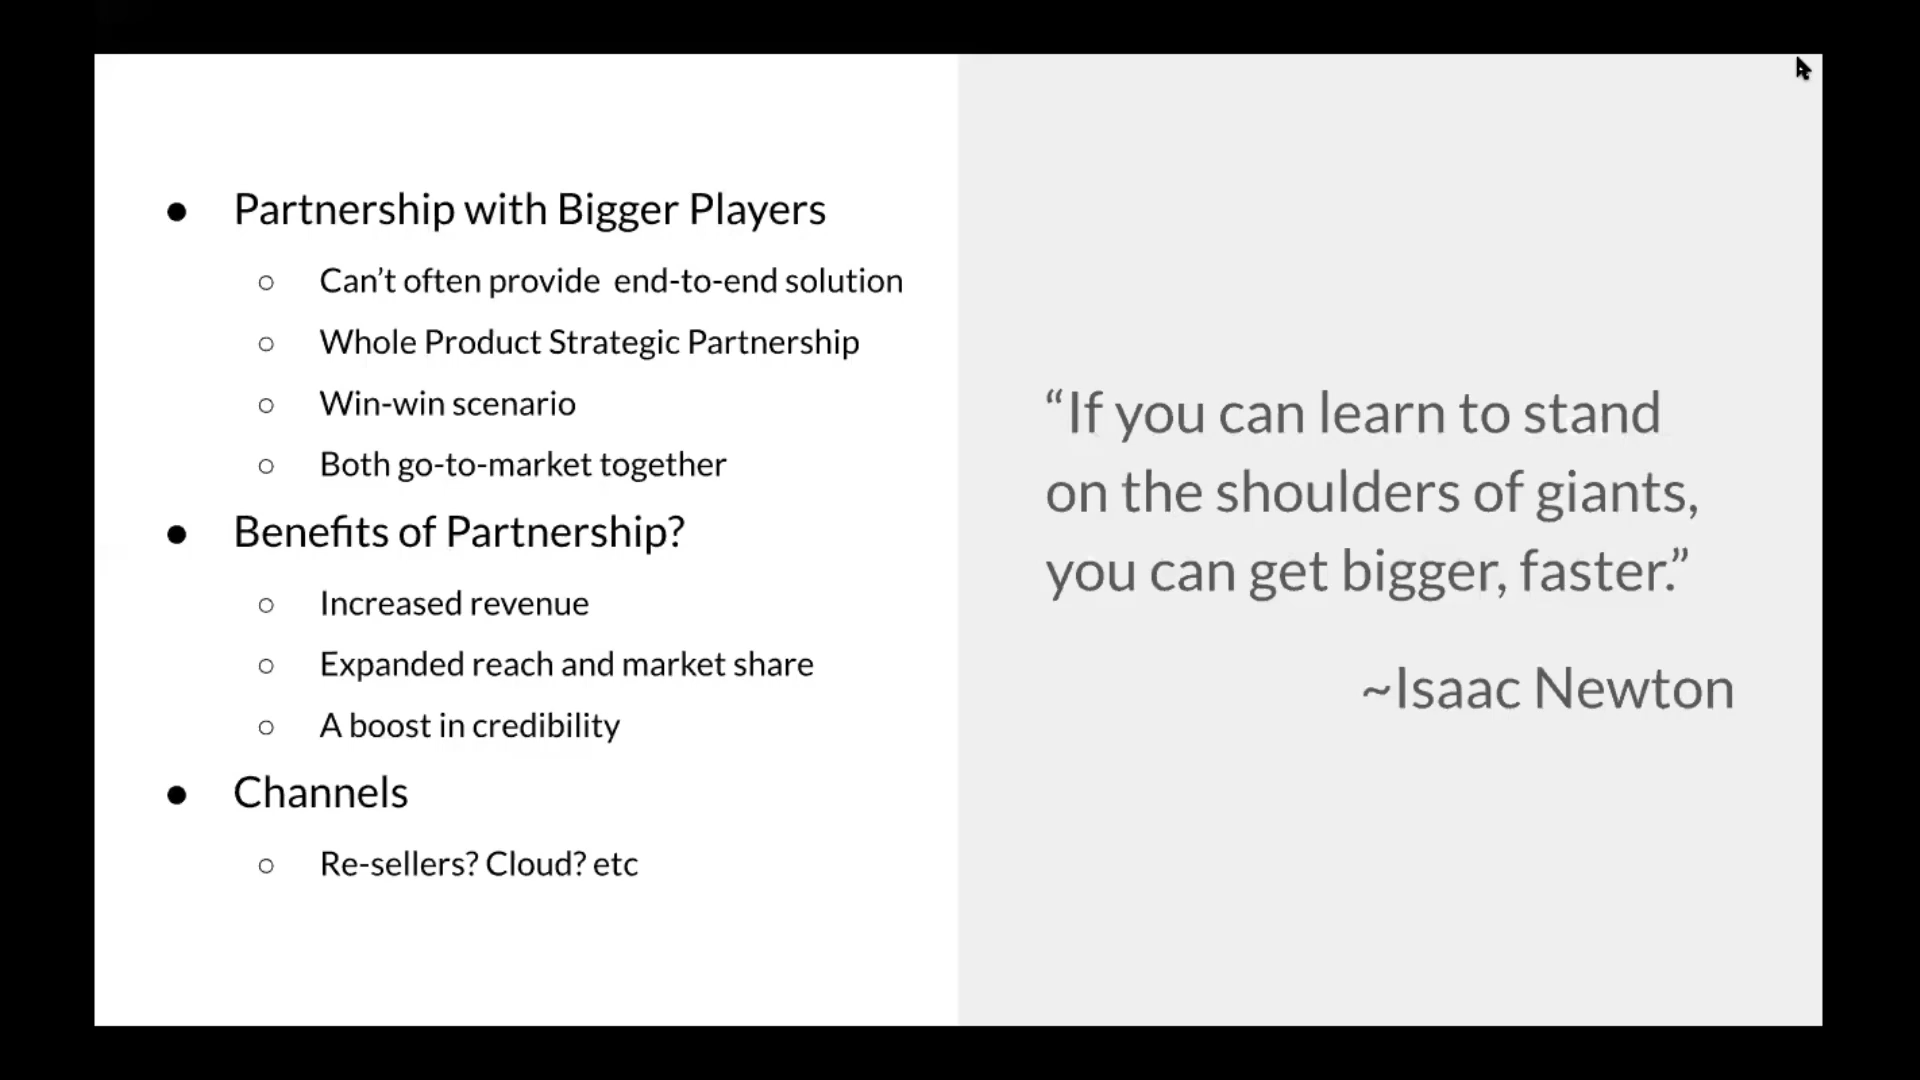 ● Partnership with Bigger Players
○ Can’t often provide  end-to-end solution
○ Whole Product Strategic Partnership
○ Win-win scenario
○ Both go-to-market together
● Benefits of Partnership?
○ Increased revenue
○ Expanded reach and market share
○ A boost in credibility
● Channels
○ Re-sellers? Cloud? etc
“If you can learn to stand
on the shoulders of giants,
you can get bigger, faster.”
~Isaac Newton